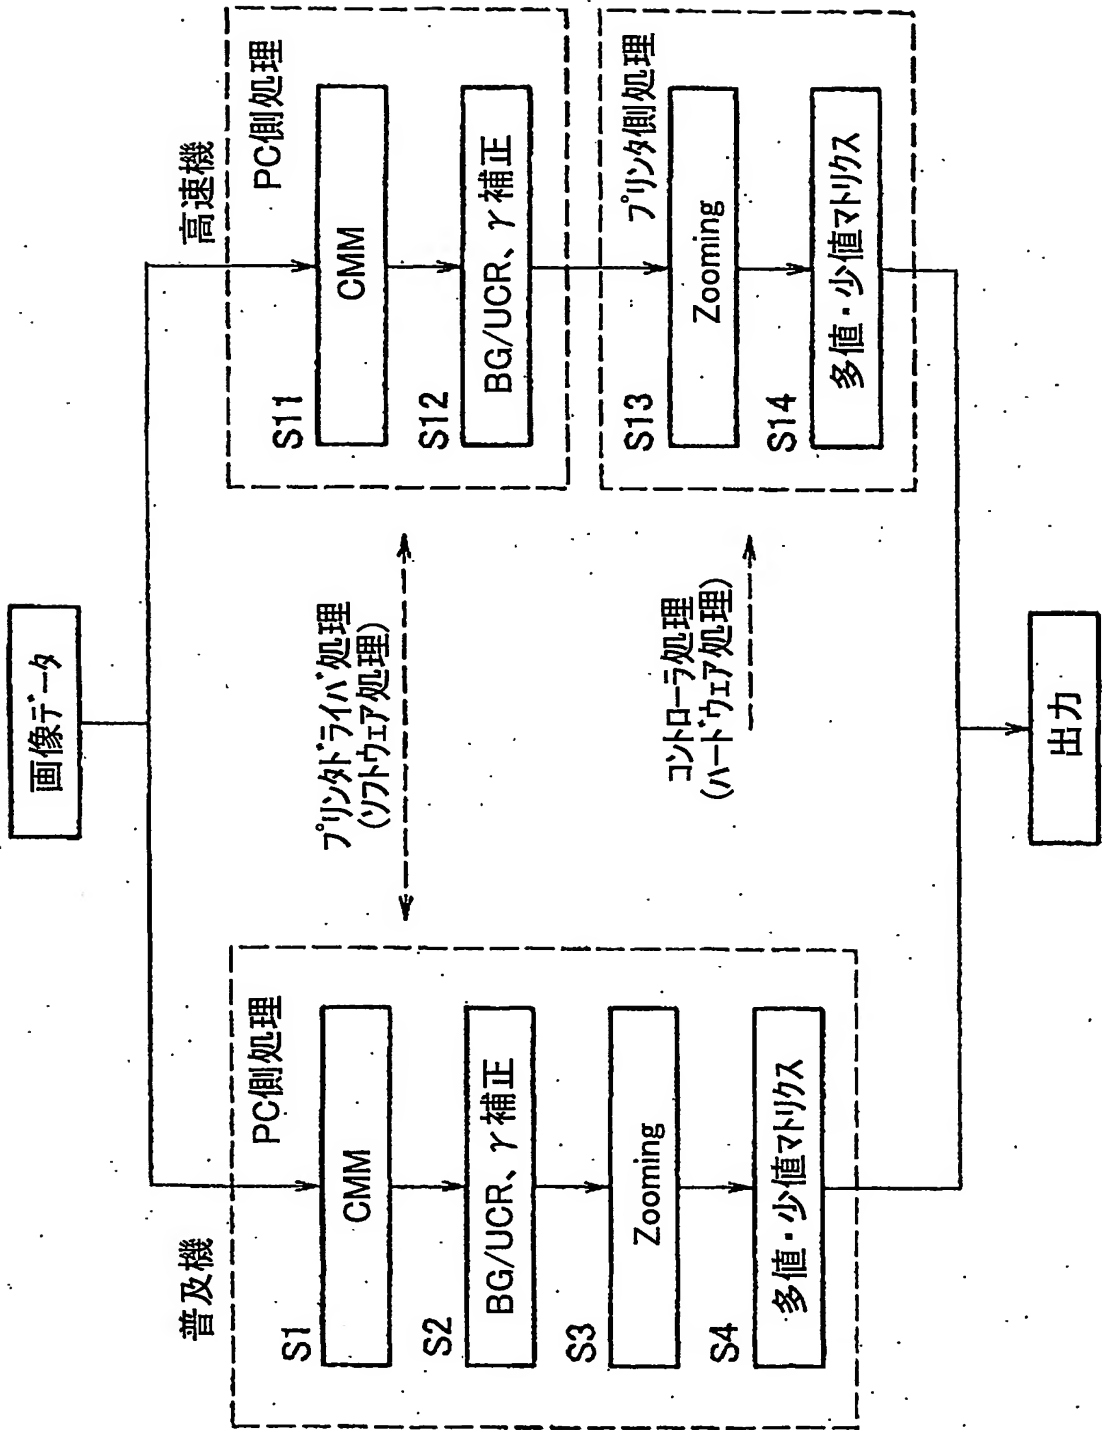 画像データ
普及機
PC側処理
S1
CMM
S2
BG/UCR、γ補正
S3
Zooming
S4
多値・少値マトリクス
プリンタドライバ処理
(ソフトウェア処理)
コントローラ処理
(ハードウェア処理)
高速機
PC側処理
S11
CMM
S12
BG/UCR、γ補正
プリンタ側処理
S13
Zooming
S14
多値・少値マトリクス
出力